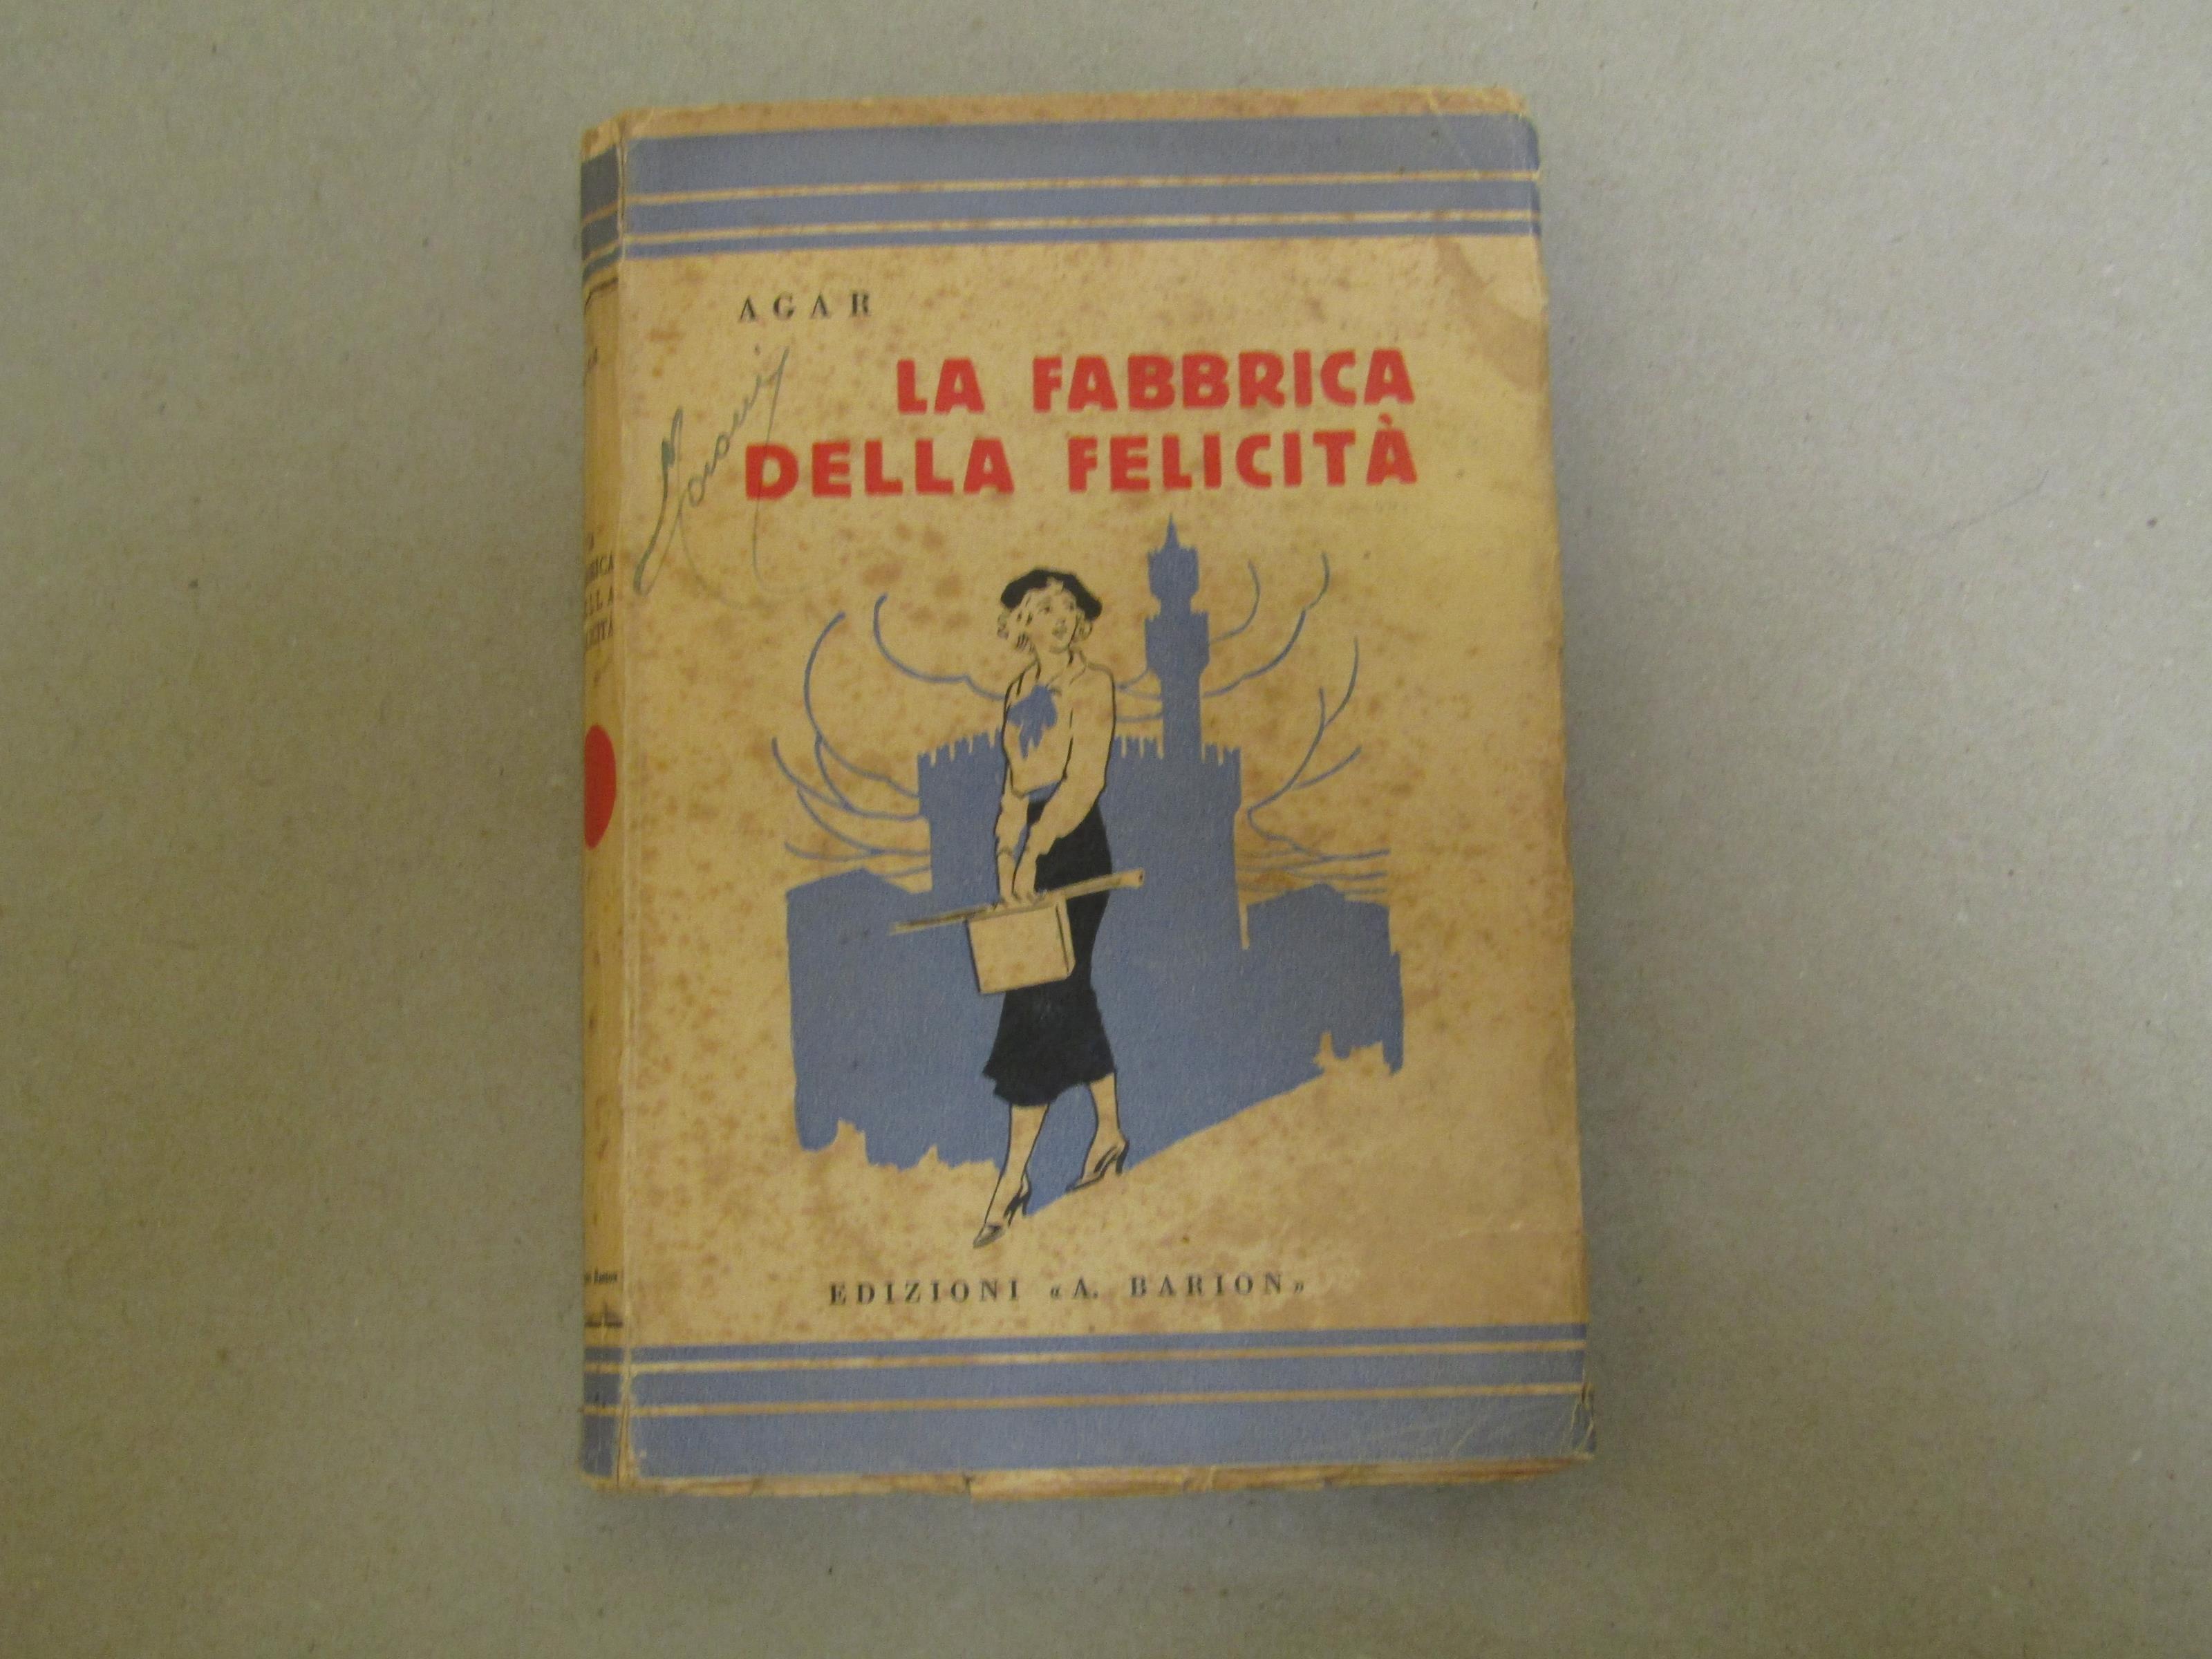 AGAR
LA FABBRICA
DELLA FELICITÀ
EDIZIONI «A. BARION»